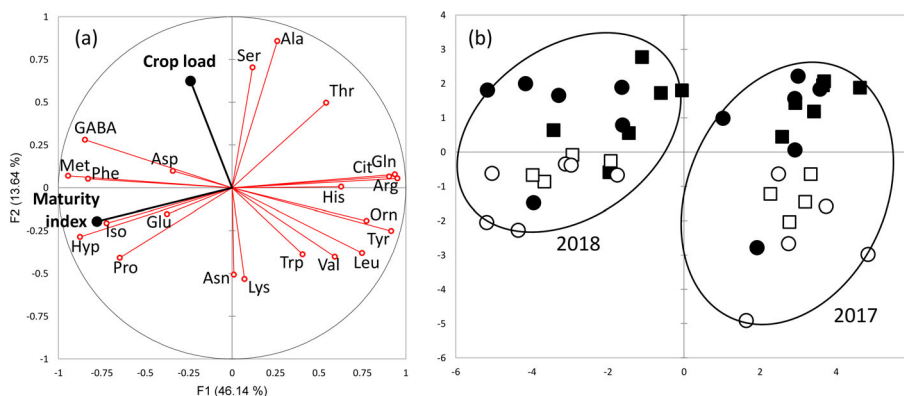 (a)
Crop load
Ser
Ala
Thr
GABA
Asp
Met
Phe
Gln
Cit
Arg
His
Maturity
index
Iso
Glu
Hyp
Pro
Orn
Tyr
Asn
Lys
Trp
Val
Leu
1
0.75
0.5
0.25
0
-0.25
-0.5
-0.75
-1
F2 (13.64 %)
-1
-0.75
-0.5
-0.25
0
0.25
0.5
0.75
1
F1 (46.14 %)
(b)
4
3
2
1
0
-1
-2
-3
-4
-5
-6
-6
-4
-2
0
2
4
2018
2017